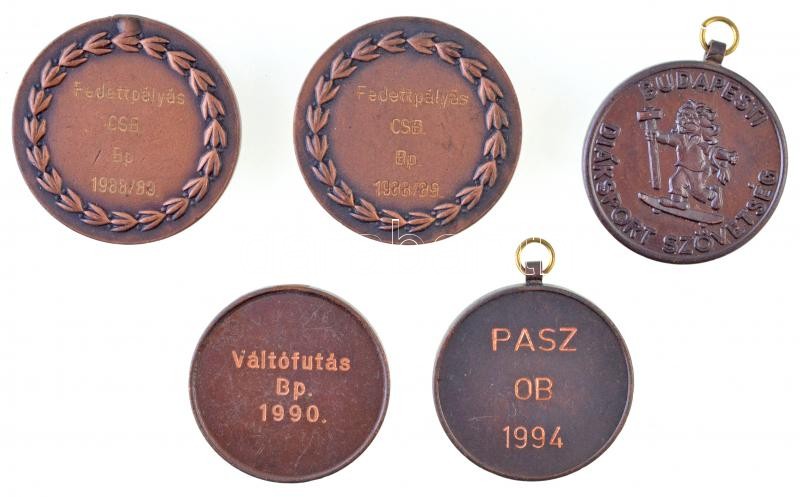 Fedettpályás
CSB.
Bp.
1988/89.
Fedettpályás
CSB.
Bp.
1988/89.
BUDAPESTI
DIÁKSPORT SZÖVETSÉG
Váltófutás
Bp.
1990.
PASZ
OB
1994